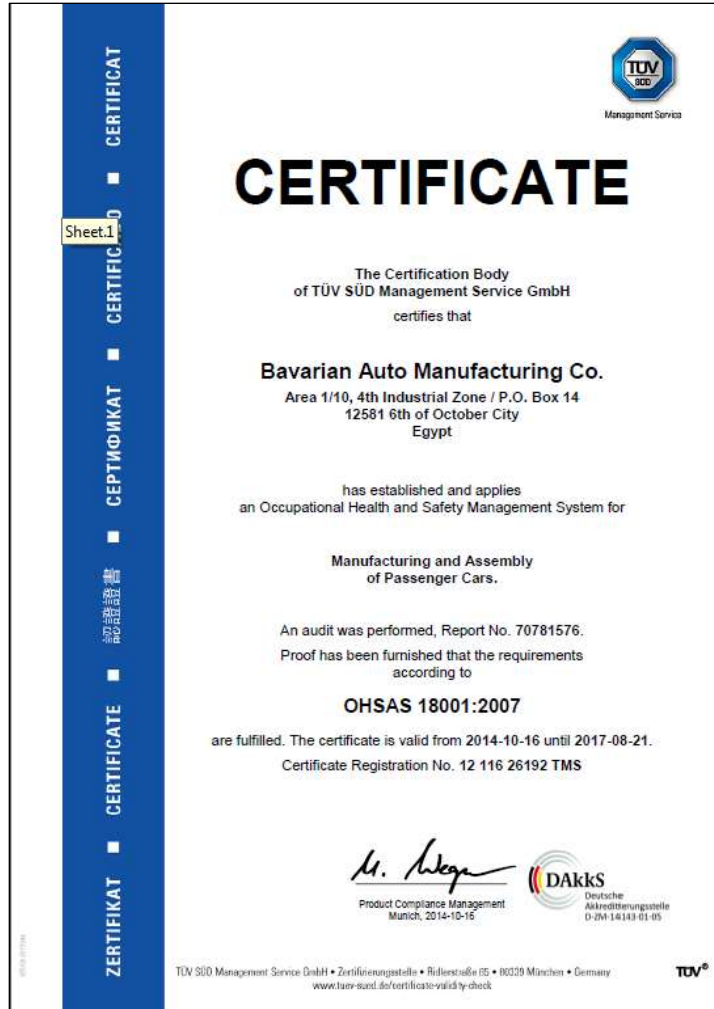 TÜV
SÜD
Management Service
CERTIFICATE
The Certification Body
of TÜV SÜD Management Service GmbH
certifies that
Bavarian Auto Manufacturing Co.
Area 1/10, 4th Industrial Zone / P.O. Box 14
12581 6th of October City
Egypt
has established and applies
an Occupational Health and Safety Management System for
Manufacturing and Assembly
of Passenger Cars.
An audit was performed, Report No. 70781576.
Proof has been furnished that the requirements
according to
OHSAS 18001:2007
are fulfilled. The certificate is valid from 2014-10-16 until 2017-08-21.
Certificate Registration No. 12 116 26192 TMS
Product Compliance Management
Munich, 2014-10-16
DAkkS
Deutsche
Akkreditierungsstelle
D-ZM-14143-01-05
TÜV SÜD Management Service GmbH • Zertifizierungsstelle • Ridlerstraße 65 • 80339 München • Germany
www.tuev-sued.de/certificate-validity-check
TÜV®
ZERTIFIKAT ■ CERTIFICATE ■ 認證證書 ■ СЕРТИФИКАТ ■ CERTIFICADO ■ CERTIFICAT
Sheet.1